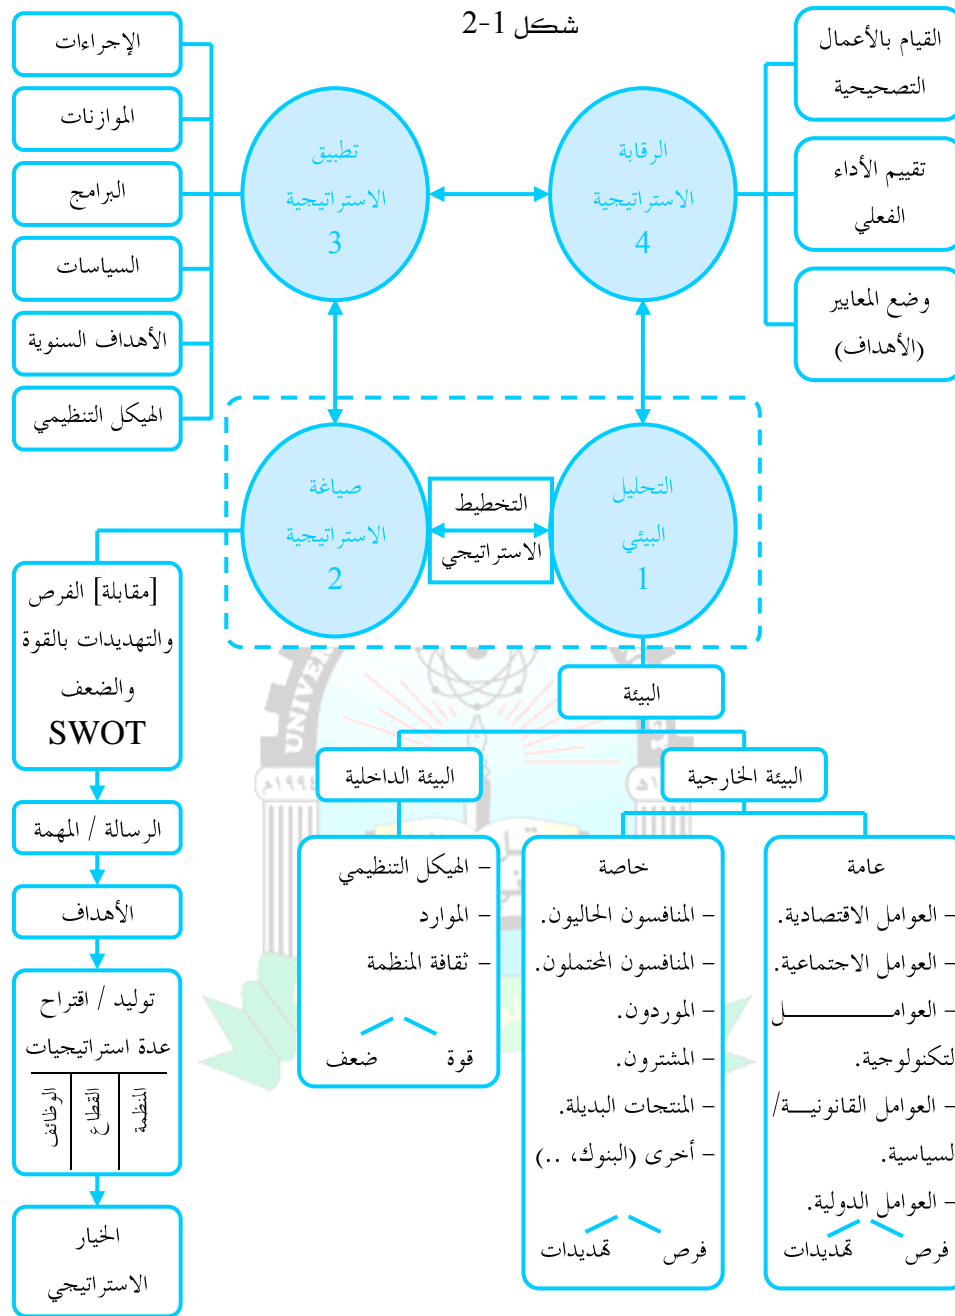 شكل 1-2
القيام بالأعمال
التصحيحية
تقييم الأداء
الفعلي
وضع المعايير
(الأهداف)
الرقابة
الاستراتيجية
4
تطبيق
الاستراتيجية
3
الإجراءات
الموازنات
البرامج
السياسات
الأهداف السنوية
الهيكل التنظيمي
التحليل
البيئي
1
التخطيط
الاستراتيجي
صياغة
الاستراتيجية
2
[مقابلة] الفرص
والتهديدات بالقوة
والضعف
SWOT
الرسالة / المهمة
الأهداف
توليد / اقتراح
عدة استراتيجيات
المنظمة
القطاع
الوظائف
الخيار
الاستراتيجي
البيئة
البيئة الخارجية
البيئة الداخلية
عامة
– العوامل الاقتصادية.
– العوامل الاجتماعية.
– العوامـــــــــل
لتكنولوجية.
– العوامل القانونيـــة/
لسياسية.
– العوامل الدولية.
فرص
تهديدات
خاصة
– المنافسون الحاليون.
– المنافسون المحتملون.
– الموردون.
– المشترون.
– المنتجات البديلة.
– أخرى (البنوك، ..)
فرص
تهديدات
– الهيكل التنظيمي
– الموارد
– ثقافة المنظمة
قوة
ضعف
UNIVER
١٩٩٤م